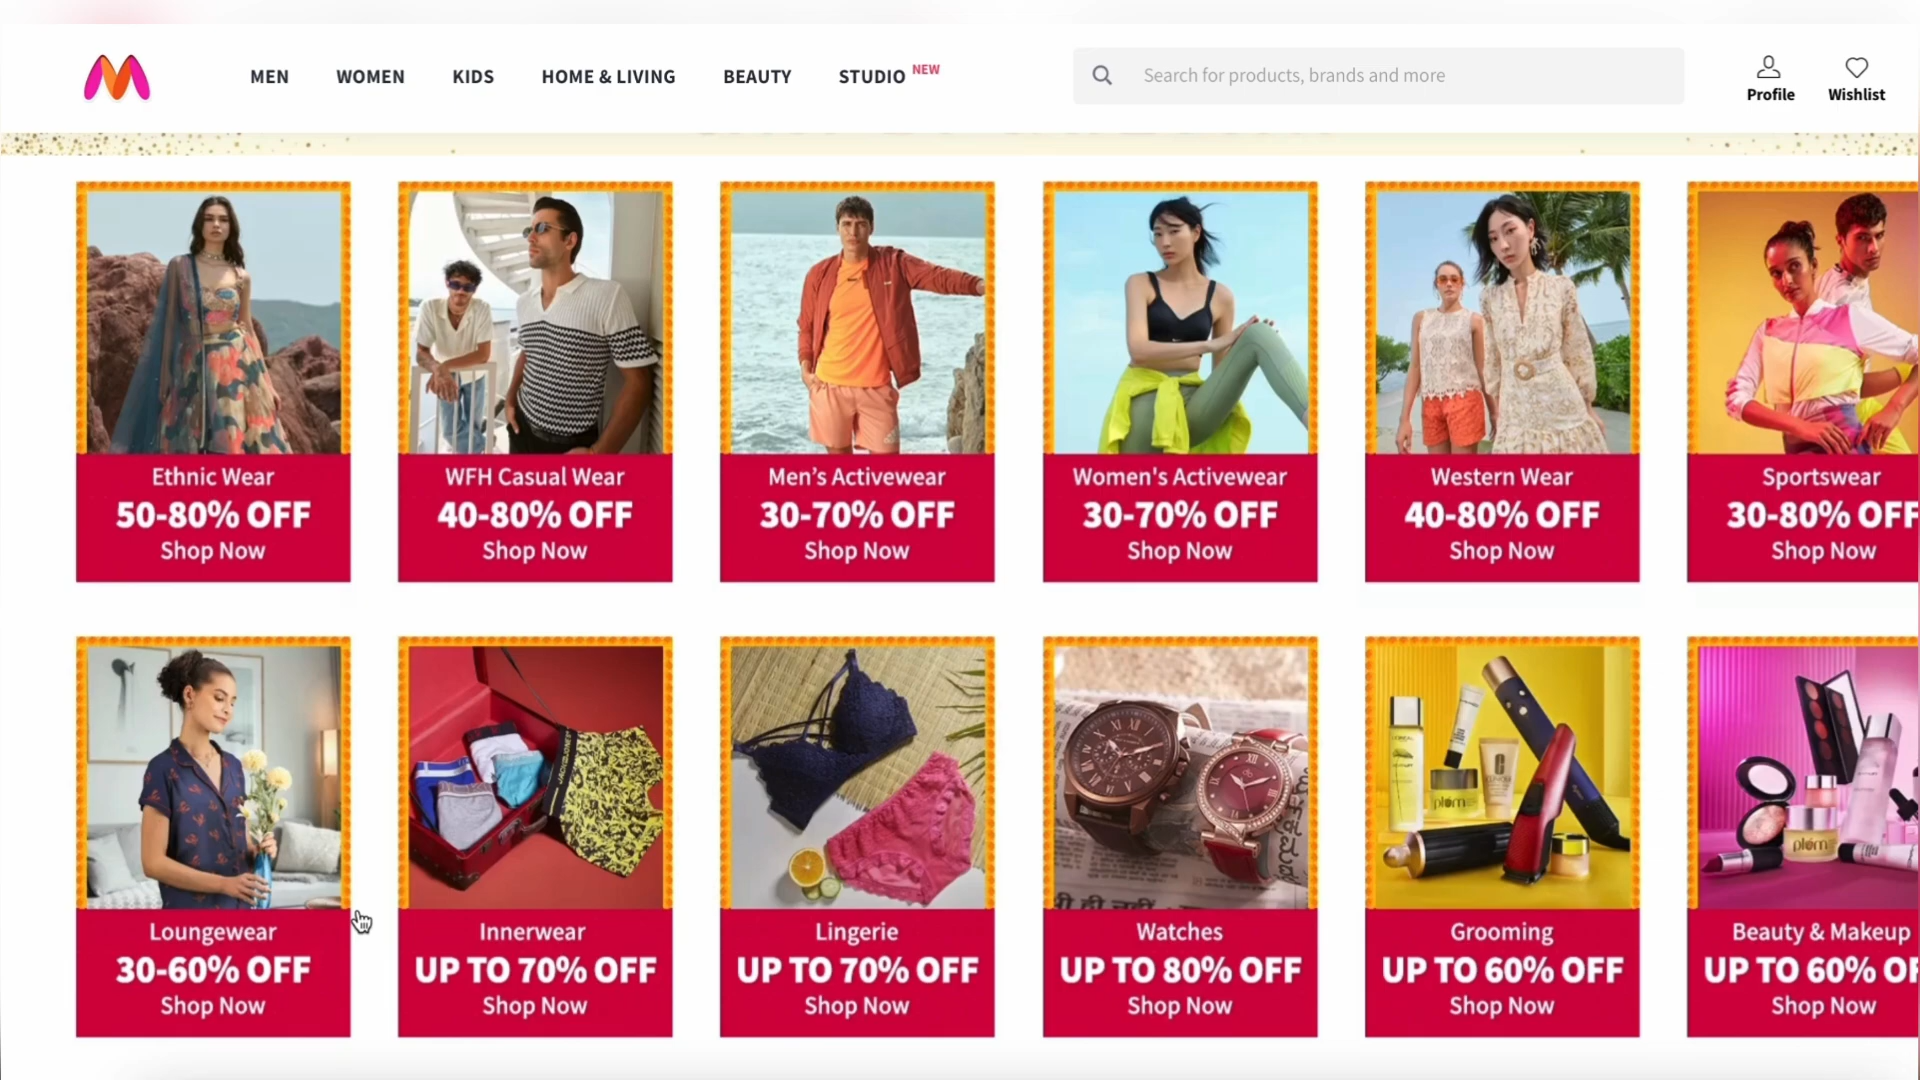 MEN WOMEN KIDS HOME & LIVING BEAUTY STUDIO NEW Search for products, brands and more Profile Wishlist
Ethnic Wear
50-80% OFF
Shop Now
WFH Casual Wear
40-80% OFF
Shop Now
Men’s Activewear
30-70% OFF
Shop Now
Women's Activewear
30-70% OFF
Shop Now
Western Wear
40-80% OFF
Shop Now
Sportswear
30-80% OFF
Shop Now
JACK&JONES
plum
CLINIQUE
plum
Loungewear
30-60% OFF
Shop Now
Innerwear
UP TO 70% OFF
Shop Now
Lingerie
UP TO 70% OFF
Shop Now
Watches
UP TO 80% OFF
Shop Now
Grooming
UP TO 60% OFF
Shop Now
Beauty & Makeup
UP TO 60% OF
Shop Now